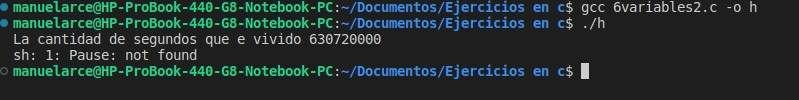 manuelarce@HP-ProBook-440-G8-Notebook-PC:~/Documentos/Ejercicios en c$ gcc 6variables2.c -o h
manuelarce@HP-ProBook-440-G8-Notebook-PC:~/Documentos/Ejercicios en c$ ./h
La cantidad de segundos que e vivido 630720000
sh: 1: Pause: not found
manuelarce@HP-ProBook-440-G8-Notebook-PC:~/Documentos/Ejercicios en c$